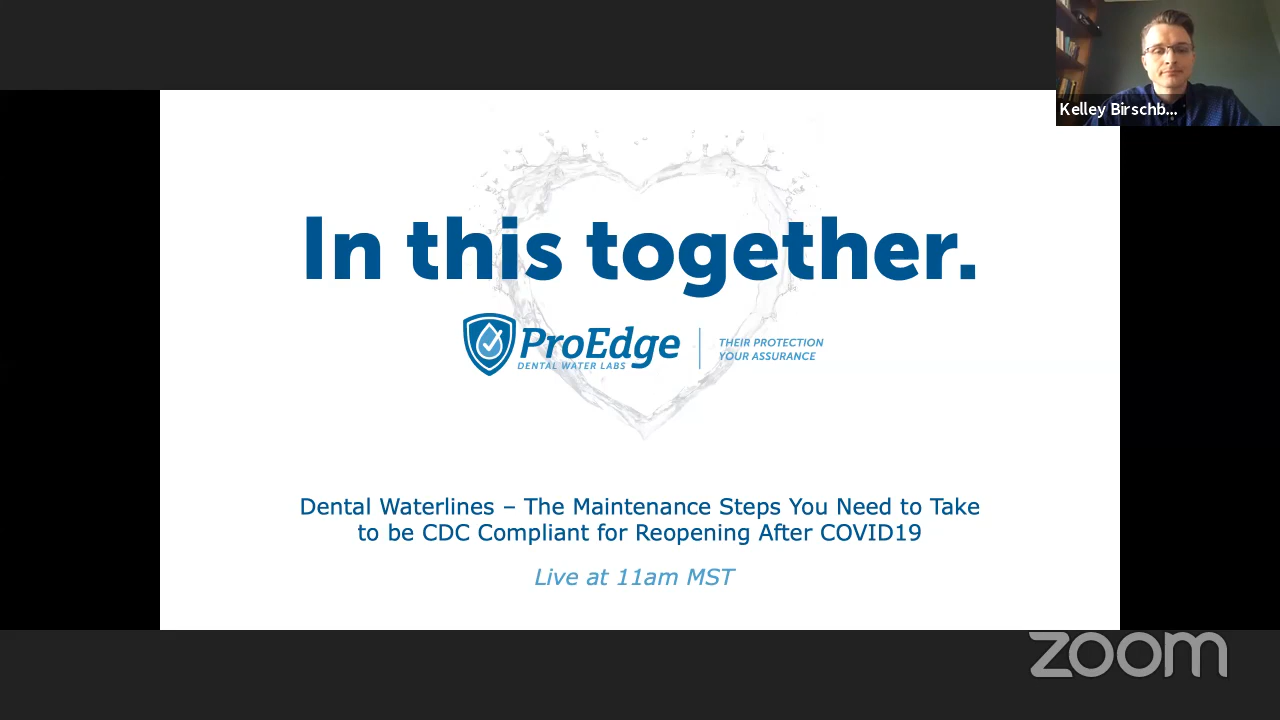 Kelley Birschb...
In this together.
ProEdge
DENTAL WATER LABS
THEIR PROTECTION
YOUR ASSURANCE
Dental Waterlines – The Maintenance Steps You Need to Take
to be CDC Compliant for Reopening After COVID19
Live at 11am MST
zoom